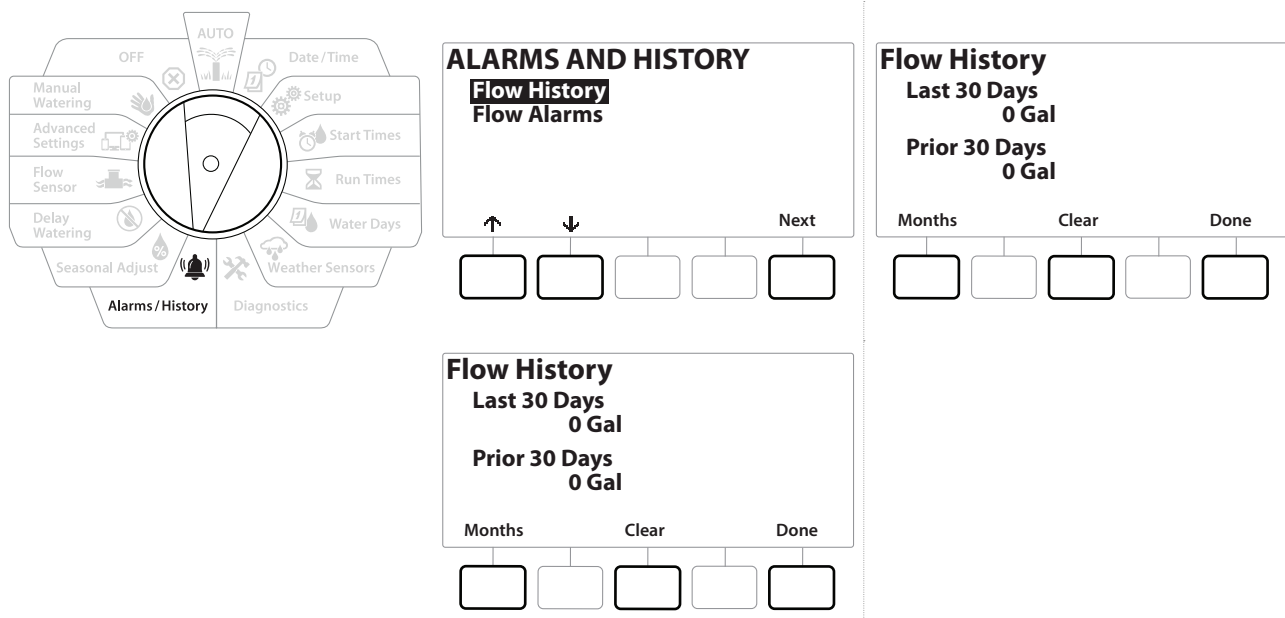 AUTO
OFF
Date/Time
Manual
Watering
Setup
Advanced
Settings
Start Times
Flow
Sensor
Run Times
Delay
Watering
Water Days
Seasonal Adjust
Weather Sensors
Alarms/History
Diagnostics
ALARMS AND HISTORY
Flow History
Flow Alarms
Next
Flow History
Last 30 Days
0 Gal
Prior 30 Days
0 Gal
Months Clear Done
Flow History
Last 30 Days
0 Gal
Prior 30 Days
0 Gal
Months Clear Done